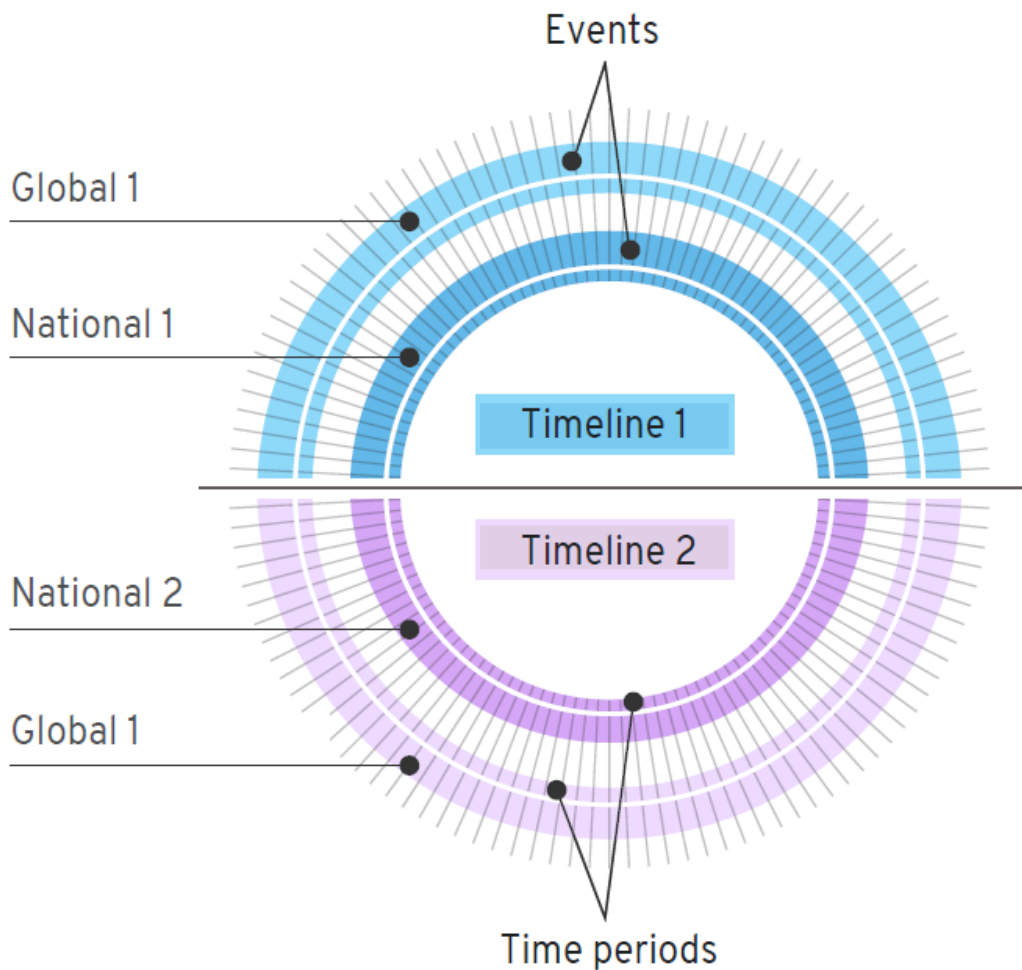 Events
Global 1
National 1
Timeline 1
Timeline 2
National 2
Global 1
Time periods